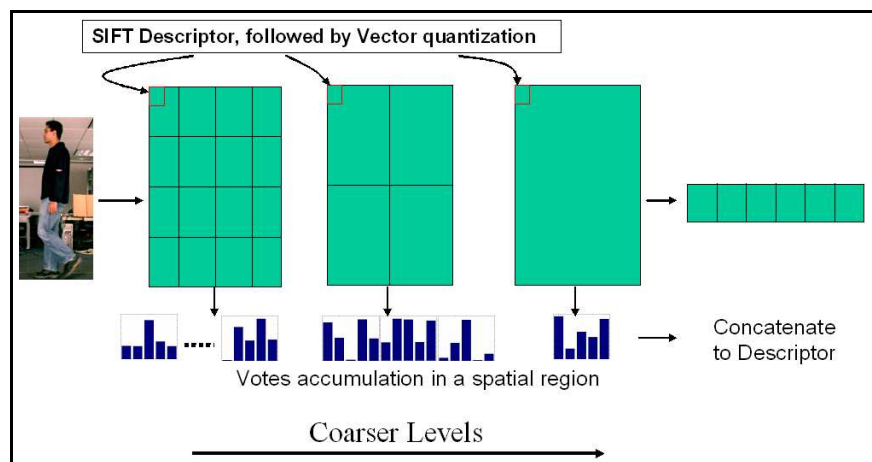 SIFT Descriptor, followed by Vector quantization
Votes accumulation in a spatial region
Concatenate
to Descriptor
Coarser Levels